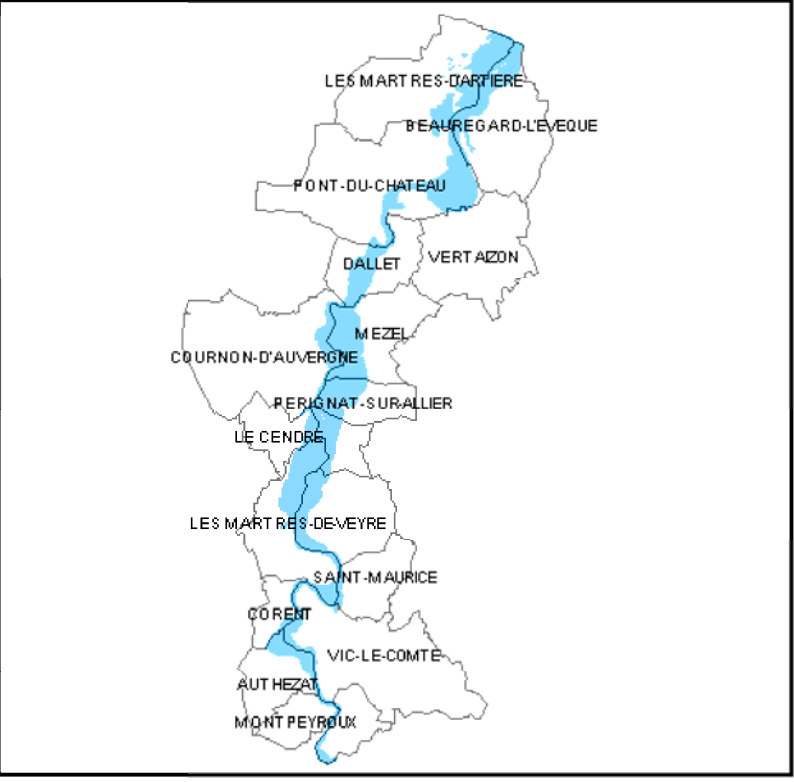 LES MARTRES-D'ARTIERE
BEAUREGARD-L'EVEQUE
PONT-DU-CHATEAU
VERTAIZON
DALLET
MEZEL
COURNON-D'AUVERGNE
PERIGNAT-SUR-ALLIER
LE CENDRE
LES MARTRES-DE-VEYRE
SAINT-MAURICE
CORENT
VIC-LE-COMTE
AUTHEZAT
MONTPEYROUX